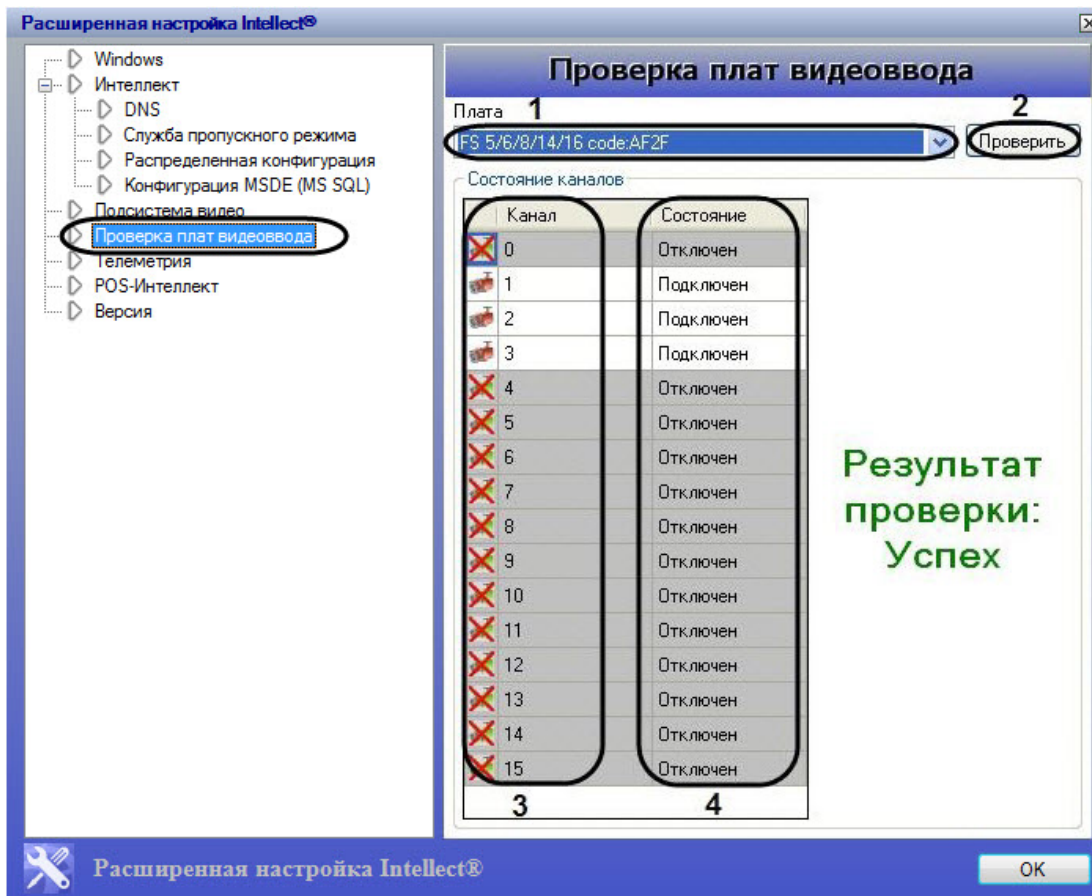 Расширенная настройка Intellect®
Windows
Интеллект
DNS
Служба пропускного режима
Распределенная конфигурация
Конфигурация MSDE (MS SQL)
Подсистема видео
Проверка плат видеоввода
Телеметрия
POS-Интеллект
Версия
Проверка плат видеоввода
Плата 1 2
FS 5/6/8/14/16 code:AF2F Проверить
Состояние каналов
Канал Состояние
0 Отключен
1 Подключен
2 Подключен
3 Подключен
4 Отключен
5 Отключен
6 Отключен
7 Отключен
8 Отключен
9 Отключен
10 Отключен
11 Отключен
12 Отключен
13 Отключен
14 Отключен
15 Отключен
3 4
Результат
проверки:
Успех
Расширенная настройка Intellect®
OK